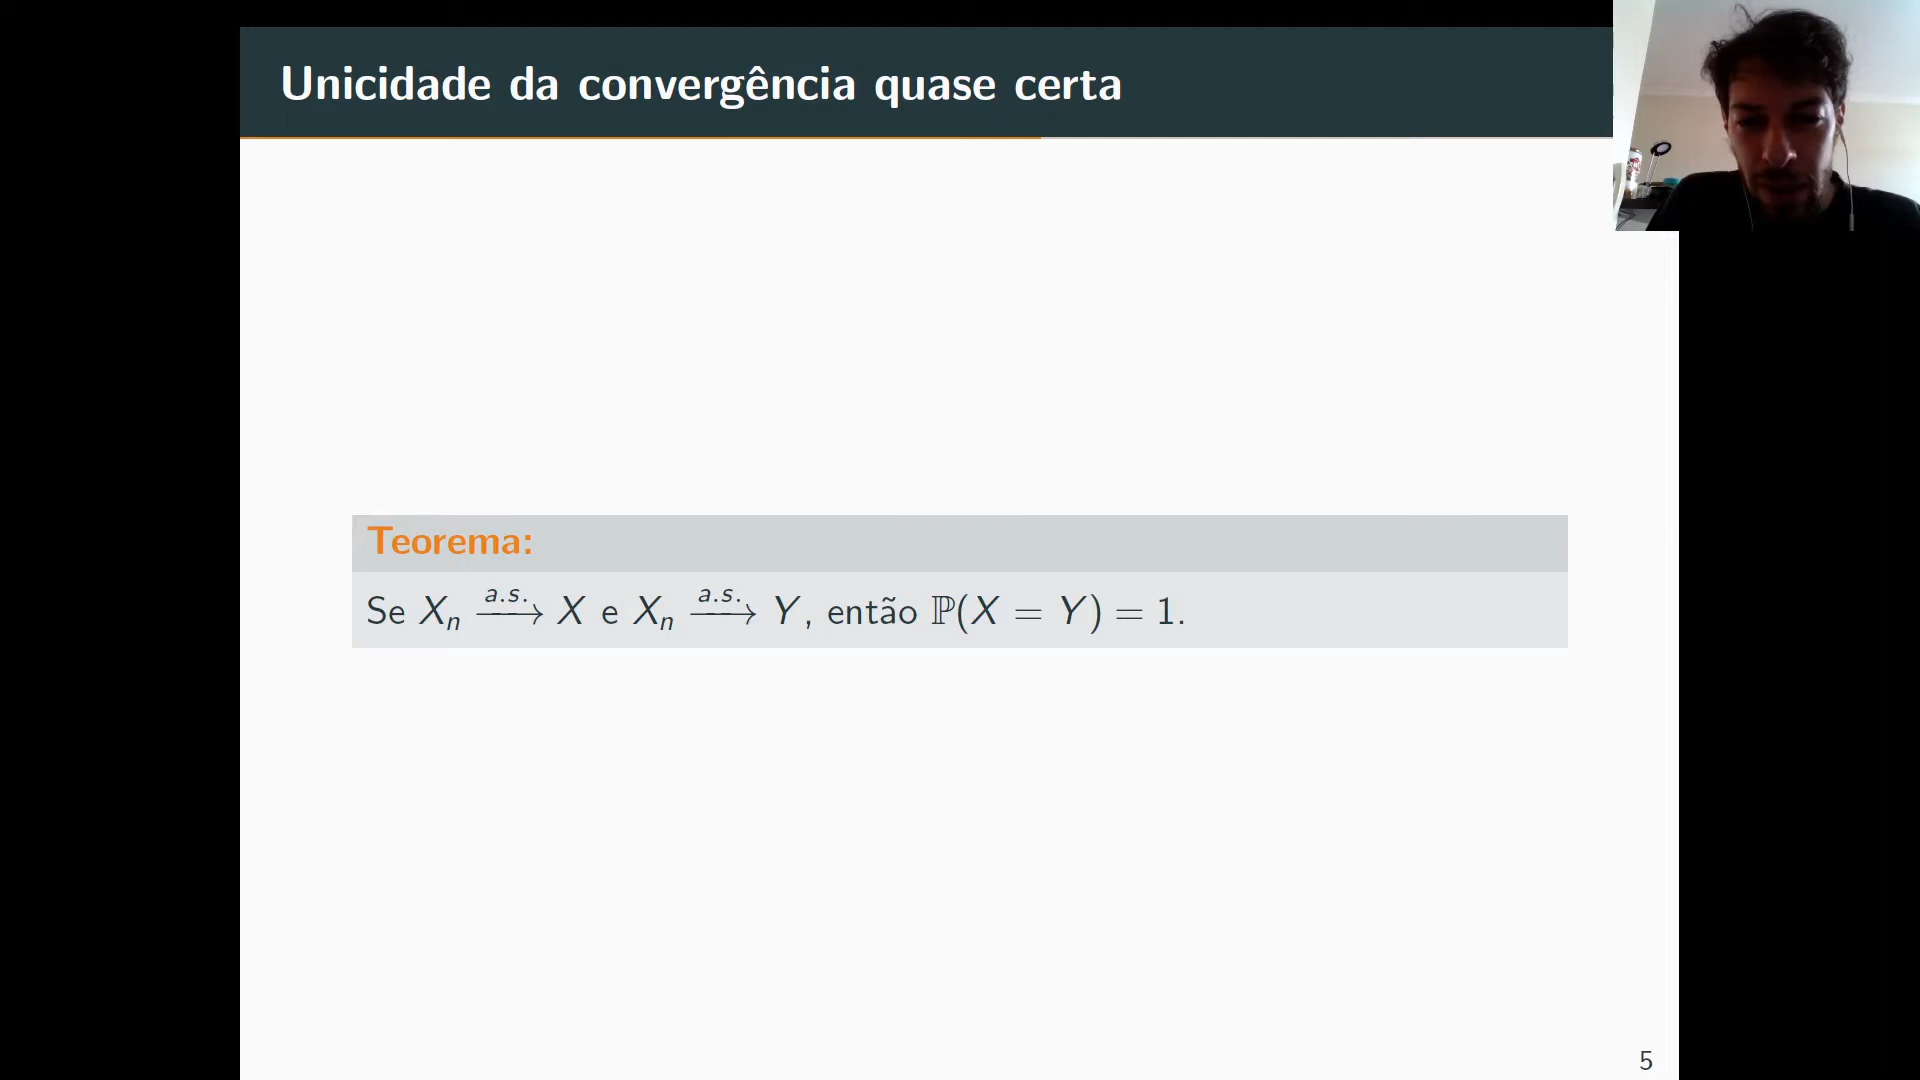 Unicidade da convergência quase certa
Teorema:
Se Xₙ —a.s.→ X e Xₙ —a.s.→ Y, então ℙ(X = Y) = 1.
5